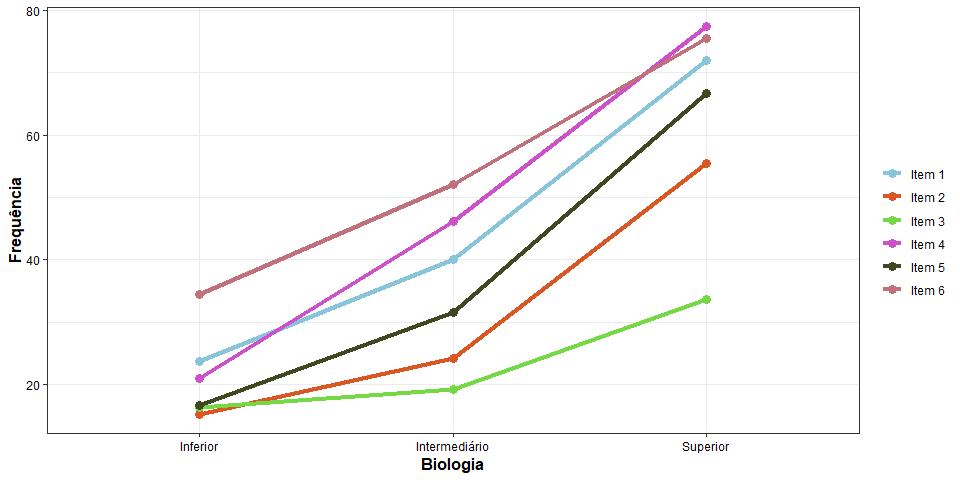 80
60
40
20
Frequência
Inferior
Intermediário
Superior
Biologia
Item 1
Item 2
Item 3
Item 4
Item 5
Item 6